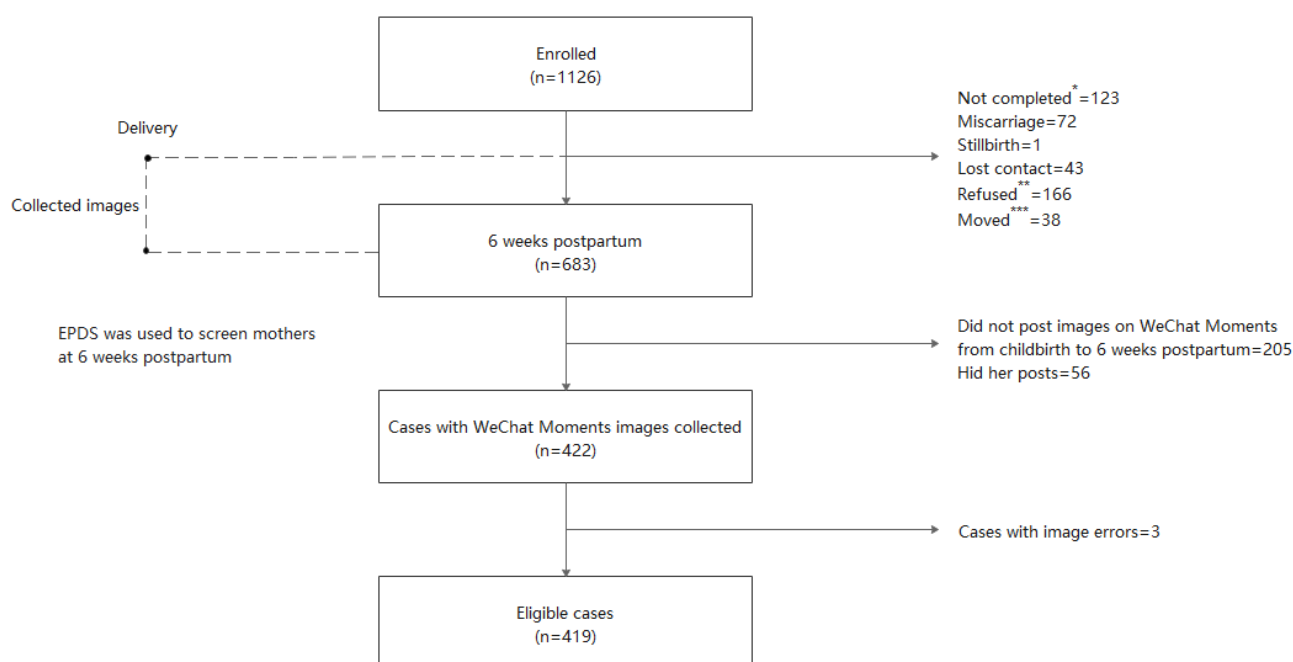 Enrolled
(n=1126)
Not completed*=123
Miscarriage=72
Stillbirth=1
Lost contact=43
Refused**=166
Moved***=38
Delivery
Collected images
6 weeks postpartum
(n=683)
EPDS was used to screen mothers
at 6 weeks postpartum
Did not post images on WeChat Moments
from childbirth to 6 weeks postpartum=205
Hid her posts=56
Cases with WeChat Moments images collected
(n=422)
Cases with image errors=3
Eligible cases
(n=419)